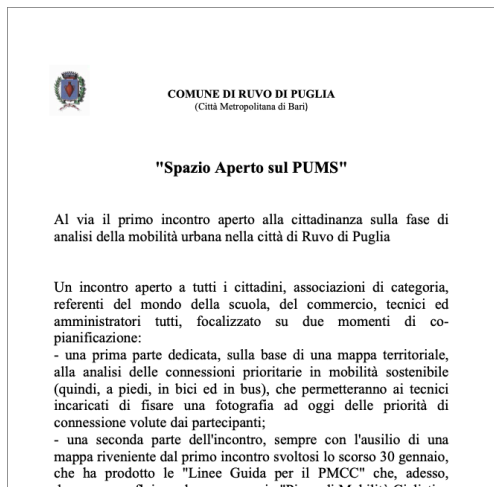 COMUNE DI RUVO DI PUGLIA
(Città Metropolitana di Bari)
"Spazio Aperto sul PUMS"
Al via il primo incontro aperto alla cittadinanza sulla fase di
analisi della mobilità urbana nella città di Ruvo di Puglia
Un incontro aperto a tutti i cittadini, associazioni di categoria,
referenti del mondo della scuola, del commercio, tecnici ed
amministratori tutti, focalizzato su due momenti di co-
pianificazione:
- una prima parte dedicata, sulla base di una mappa territoriale,
alla analisi delle connessioni prioritarie in mobilità sostenibile
(quindi, a piedi, in bici ed in bus), che permetteranno ai tecnici
incaricati di fisare una fotografia ad oggi delle priorità di
connessione volute dai partecipanti;
- una seconda parte dell'incontro, sempre con l'ausilio di una
mappa riveniente dal primo incontro svoltosi lo scorso 30 gennaio,
che ha prodotto le "Linee Guida per il PMCC" che, adesso,